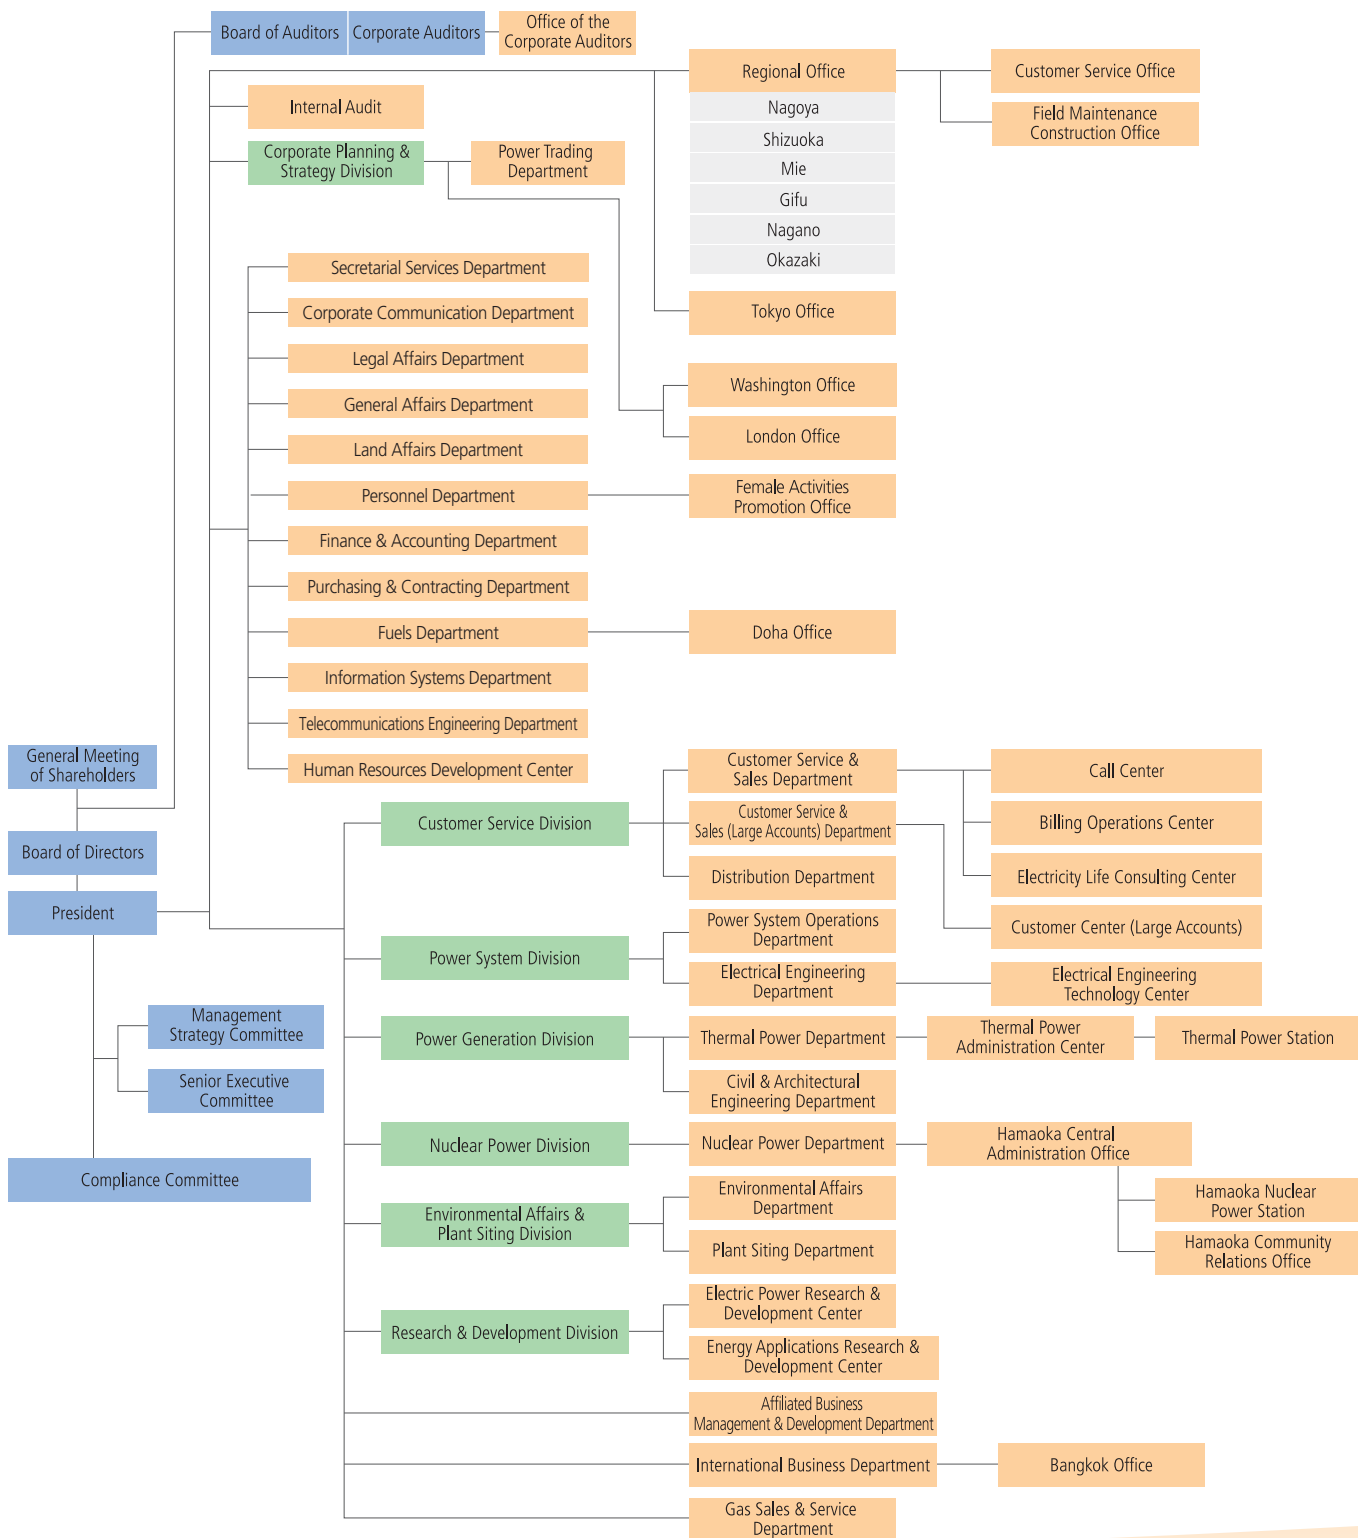 Board of Auditors
Corporate Auditors
Office of the
Corporate Auditors
Regional Office
Customer Service Office
Internal Audit
Nagoya
Field Maintenance
Construction Office
Shizuoka
Corporate Planning &
Strategy Division
Power Trading
Department
Mie
Gifu
Nagano
Okazaki
Secretarial Services Department
Corporate Communication Department
Tokyo Office
Legal Affairs Department
Washington Office
General Affairs Department
London Office
Land Affairs Department
Personnel Department
Female Activities
Promotion Office
Finance & Accounting Department
Purchasing & Contracting Department
Fuels Department
Doha Office
Information Systems Department
Telecommunications Engineering Department
Human Resources Development Center
General Meeting
of Shareholders
Board of Directors
President
Management
Strategy Committee
Senior Executive
Committee
Compliance Committee
Customer Service Division
Customer Service &
Sales Department
Call Center
Customer Service &
Sales (Large Accounts) Department
Billing Operations Center
Distribution Department
Electricity Life Consulting Center
Customer Center (Large Accounts)
Power System Division
Power System Operations
Department
Electrical Engineering
Department
Electrical Engineering
Technology Center
Power Generation Division
Thermal Power Department
Thermal Power
Administration Center
Thermal Power Station
Civil & Architectural
Engineering Department
Nuclear Power Division
Nuclear Power Department
Hamaoka Central
Administration Office
Hamaoka Nuclear
Power Station
Hamaoka Community
Relations Office
Environmental Affairs &
Plant Siting Division
Environmental Affairs
Department
Plant Siting Department
Research & Development Division
Electric Power Research &
Development Center
Energy Applications Research &
Development Center
Affiliated Business
Management & Development Department
International Business Department
Bangkok Office
Gas Sales & Service
Department